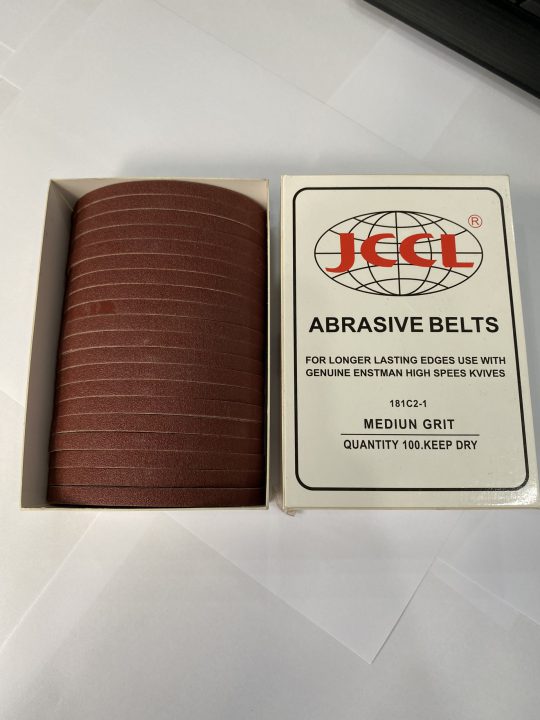 JCCL ®
ABRASIVE BELTS
FOR LONGER LASTING EDGES USE WITH
GENUINE ENSTMAN HIGH SPEES KVIVES
181C2-1
MEDIUN GRIT
QUANTITY 100.KEEP DRY